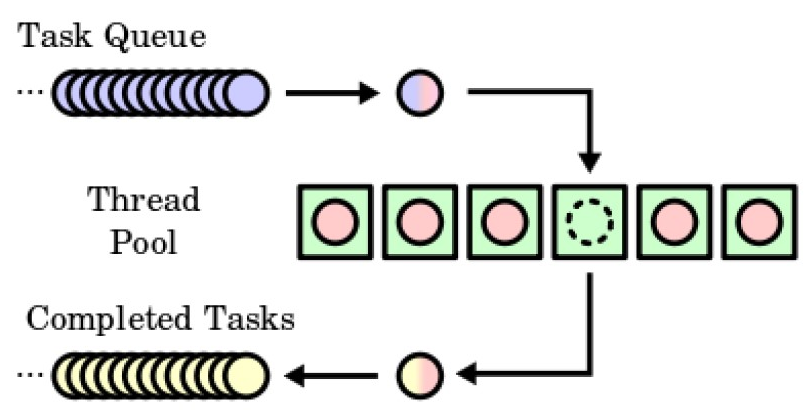 Task Queue
...
Thread
Pool
Completed Tasks
...